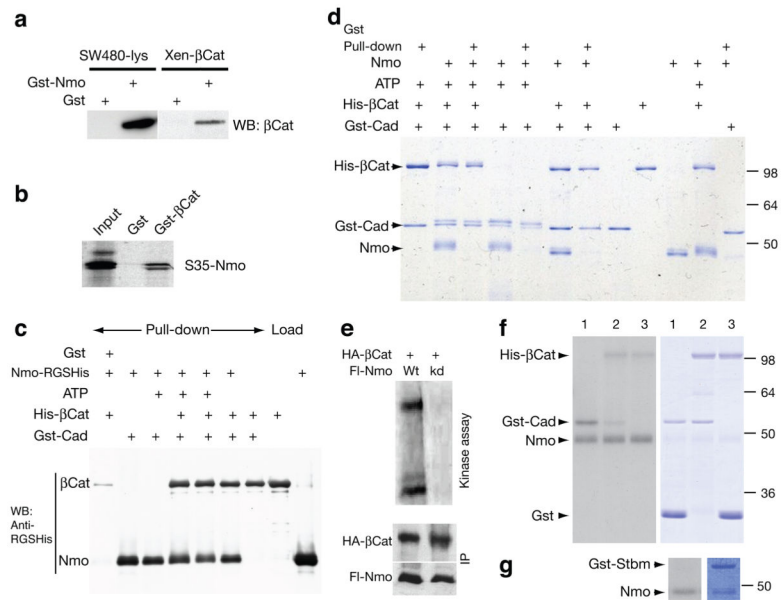 a
SW480-lys Xen-βCat
Gst-Nmo + +
Gst + +
WB: βCat
b
Input Gst Gst-βCat
S35-Nmo
c
Pull-down Load
Gst +
Nmo-RGSHis + + + + + + +
ATP + + +
His-βCat + + + + + +
Gst-Cad + + + + + +
βCat
WB:
Anti-
RGSHis
Nmo
d
Gst
Pull-down + + + + +
Nmo + + + + + + + + +
ATP + + + + + +
His-βCat + + + + + + +
Gst-Cad + + + + + + + + +
His-βCat
Gst-Cad
Nmo
98
64
50
e
HA-βCat + +
Fl-Nmo Wt kd
Kinase assay
HA-βCat
Fl-Nmo
IP
f
1 2 3 1 2 3
His-βCat
Gst-Cad
Nmo
Gst
98
64
50
36
g
Gst-Stbm
Nmo
50